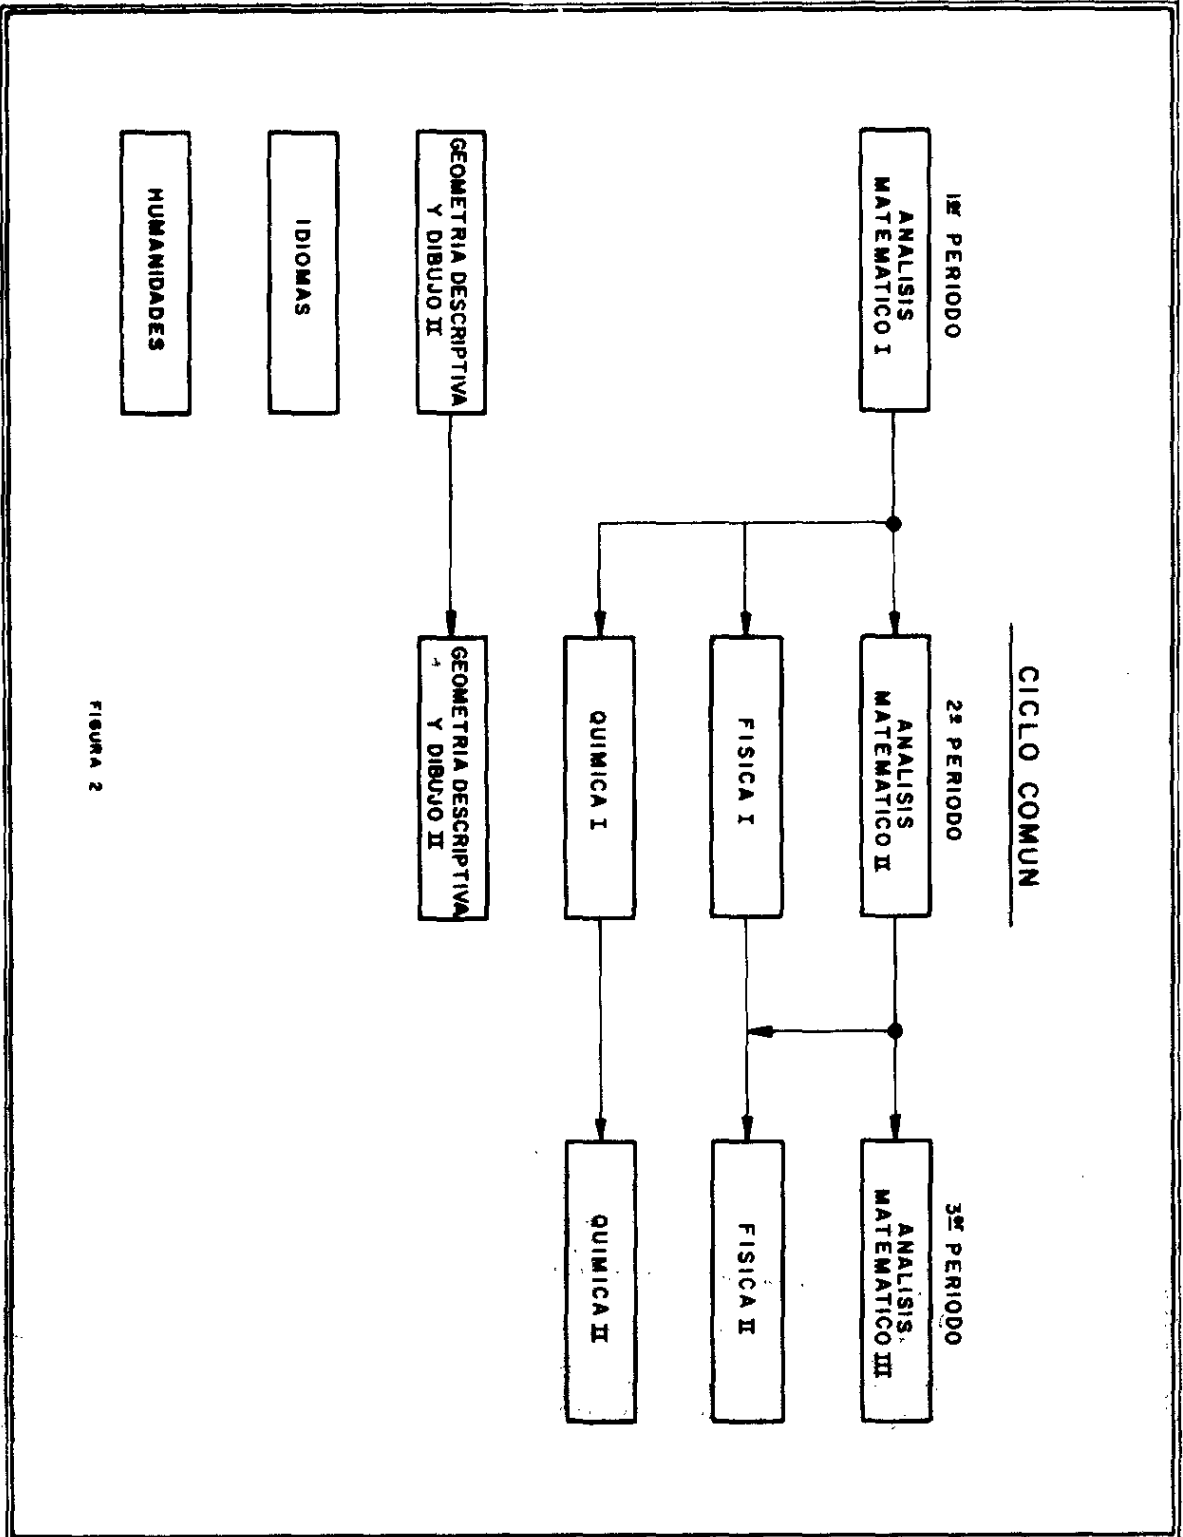 CICLO COMUN
1er PERIODO
2º PERIODO
3er PERIODO
ANALISIS
MATEMATICO I
ANALISIS
MATEMATICO II
ANALISIS
MATEMATICO III
FISICA I
FISICA II
QUIMICA I
QUIMICA II
GEOMETRIA DESCRIPTIVA
Y DIBUJO II
GEOMETRIA DESCRIPTIVA
Y DIBUJO II
IDIOMAS
HUMANIDADES
FIGURA 2